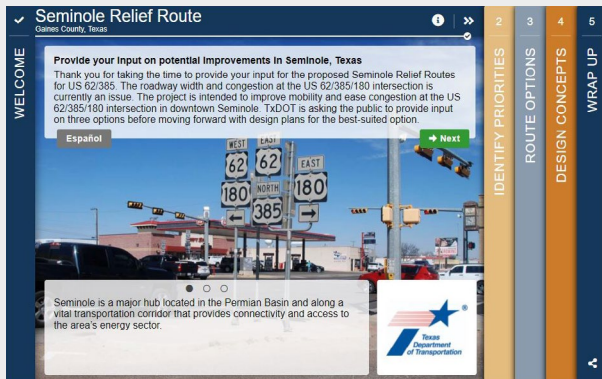 WELCOME
Seminole Relief Route
Gaines County, Texas
Provide your input on potential improvements in Seminole, Texas
Thank you for taking the time to provide your input for the proposed Seminole Relief Routes
for US 62/385. The roadway width and congestion at the US 62/385/180 intersection is
currently an issue. The project is intended to improve mobility and ease congestion at the US
62/385/180 intersection in downtown Seminole. TxDOT is asking the public to provide input
on three options before moving forward with design plans for the best-suited option.
Español
Next
WEST
EAST
62
62
EAST
180
NORTH
180
385
Seminole is a major hub located in the Permian Basin and along a
vital transportation corridor that provides connectivity and access to
the area's energy sector.
®
Texas
Department
of Transportation
2
IDENTIFY PRIORITIES
3
ROUTE OPTIONS
4
DESIGN CONCEPTS
5
WRAP UP